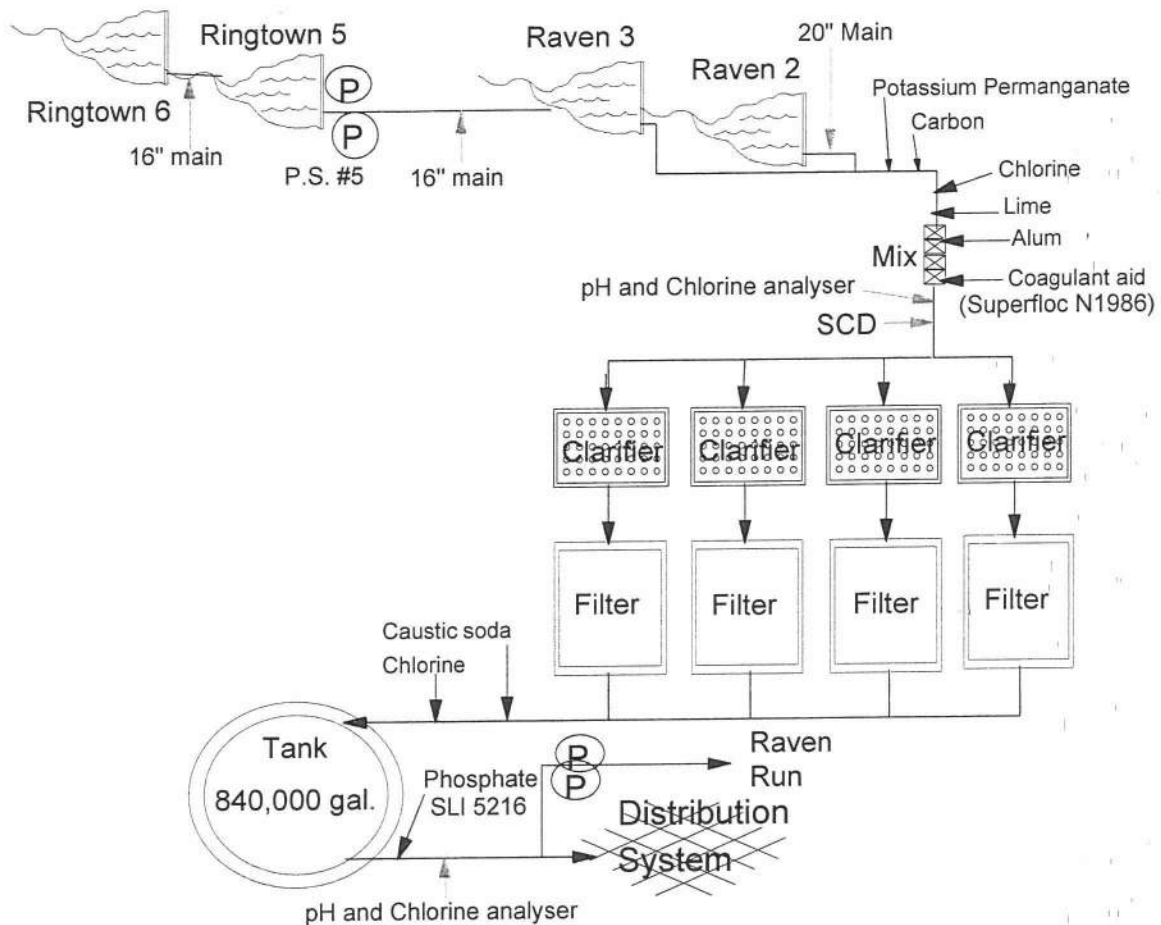 Ringtown 6
16" main
Ringtown 5
P
P
P.S. #5
16" main
Raven 3
Raven 2
20" Main
Potassium Permanganate
Carbon
Chlorine
Lime
Alum
Mix
Coagulant aid
(Superfloc N1986)
pH and Chlorine analyser
SCD
Clarifier
Clarifier
Clarifier
Clarifier
Filter
Filter
Filter
Filter
Caustic soda
Chlorine
Tank
840,000 gal.
Phosphate
SLI 5216
P
P
Raven
Run
Distribution
System
pH and Chlorine analyser